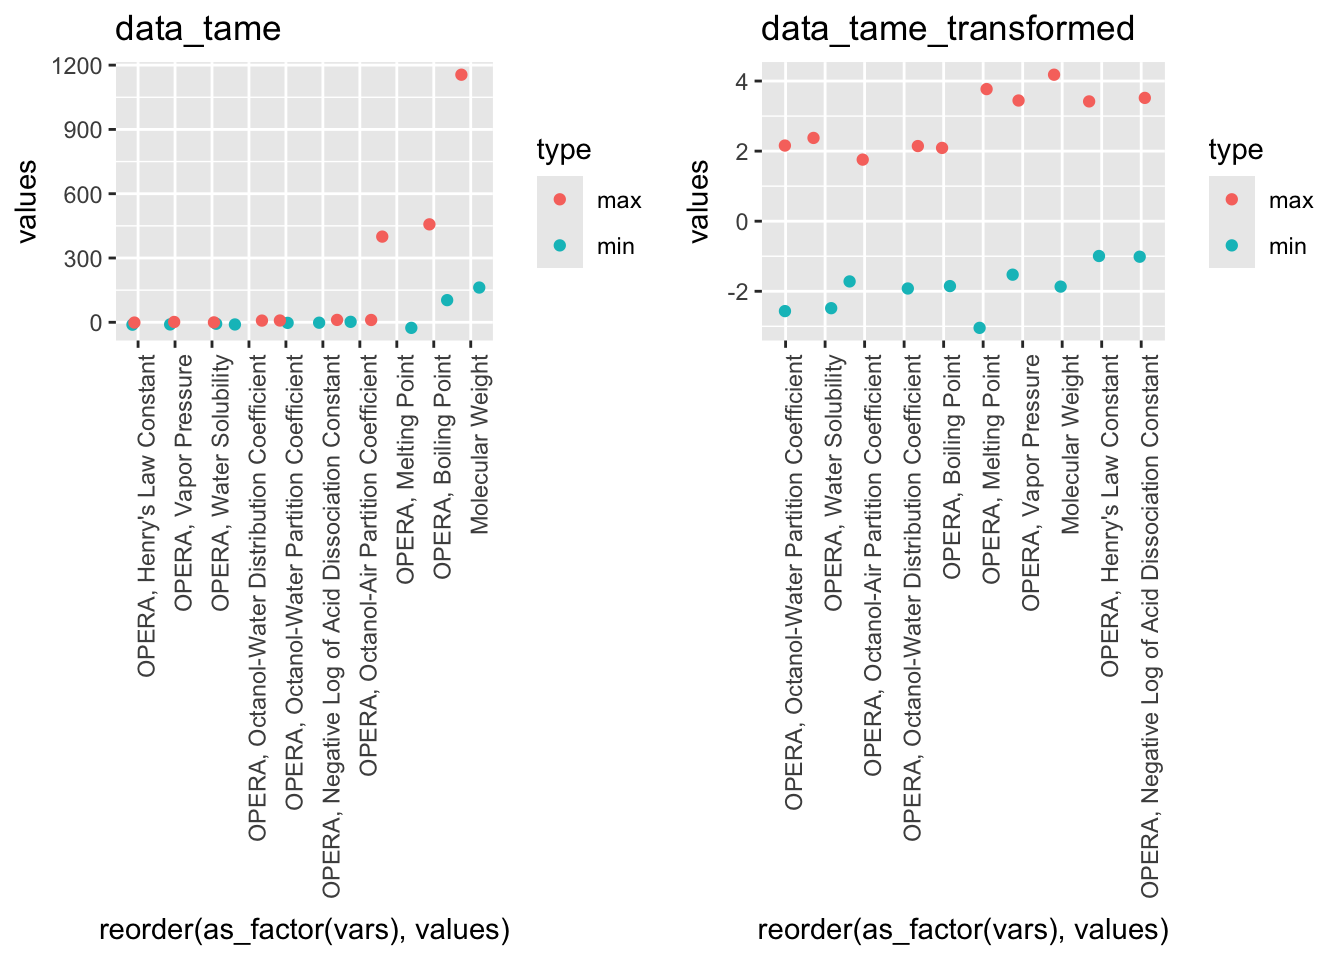 data_tame
values
1200
900
600
300
0
OPERA, Henry's Law Constant
OPERA, Vapor Pressure
OPERA, Water Solubility
OPERA, Octanol-Water Distribution Coefficient
OPERA, Octanol-Water Partition Coefficient
OPERA, Negative Log of Acid Dissociation Constant
OPERA, Octanol-Air Partition Coefficient
OPERA, Melting Point
OPERA, Boiling Point
Molecular Weight
reorder(as_factor(vars), values)
type
max
min
data_tame_transformed
values
4
2
0
-2
OPERA, Octanol-Water Partition Coefficient
OPERA, Water Solubility
OPERA, Octanol-Air Partition Coefficient
OPERA, Octanol-Water Distribution Coefficient
OPERA, Boiling Point
OPERA, Melting Point
OPERA, Vapor Pressure
Molecular Weight
OPERA, Henry's Law Constant
OPERA, Negative Log of Acid Dissociation Constant
reorder(as_factor(vars), values)
type
max
min